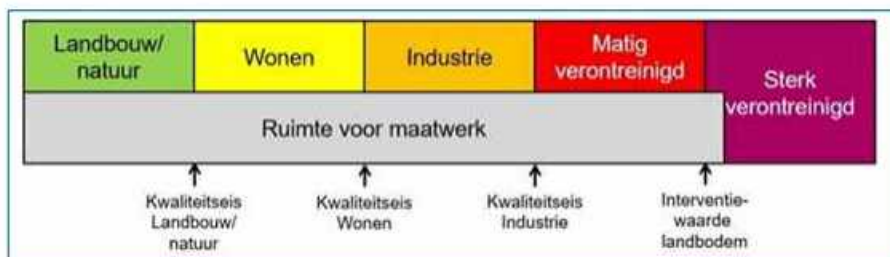 Landbouw/
natuur
Wonen
Industrie
Matig
verontreinigd
Sterk
verontreinigd
Ruimte voor maatwerk
Kwaliteitseis
Landbouw/
natuur
Kwaliteitseis
Wonen
Kwaliteitseis
Industrie
Interventie-
waarde
landbodem